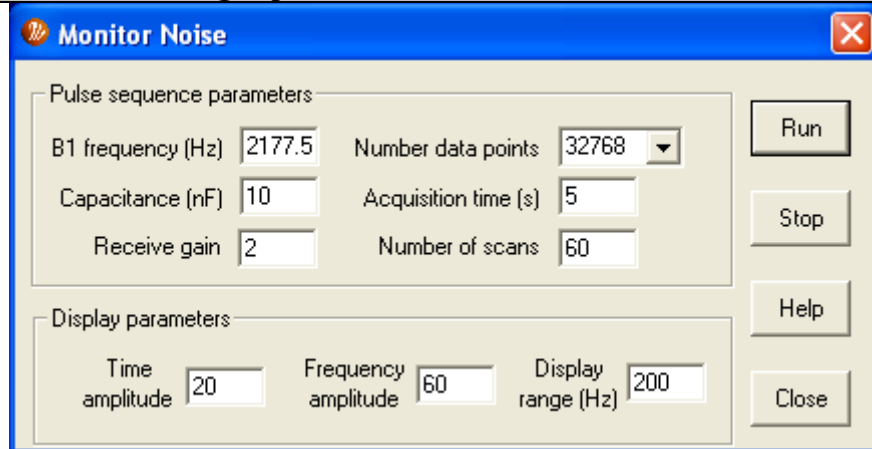 Monitor Noise
Pulse sequence parameters
B1 frequency (Hz) 2177.5 Number data points 32768
Capacitance (nF) 10 Acquisition time (s) 5
Receive gain 2 Number of scans 60
Run
Stop
Help
Close
Display parameters
Time amplitude 20 Frequency amplitude 60 Display range (Hz) 200